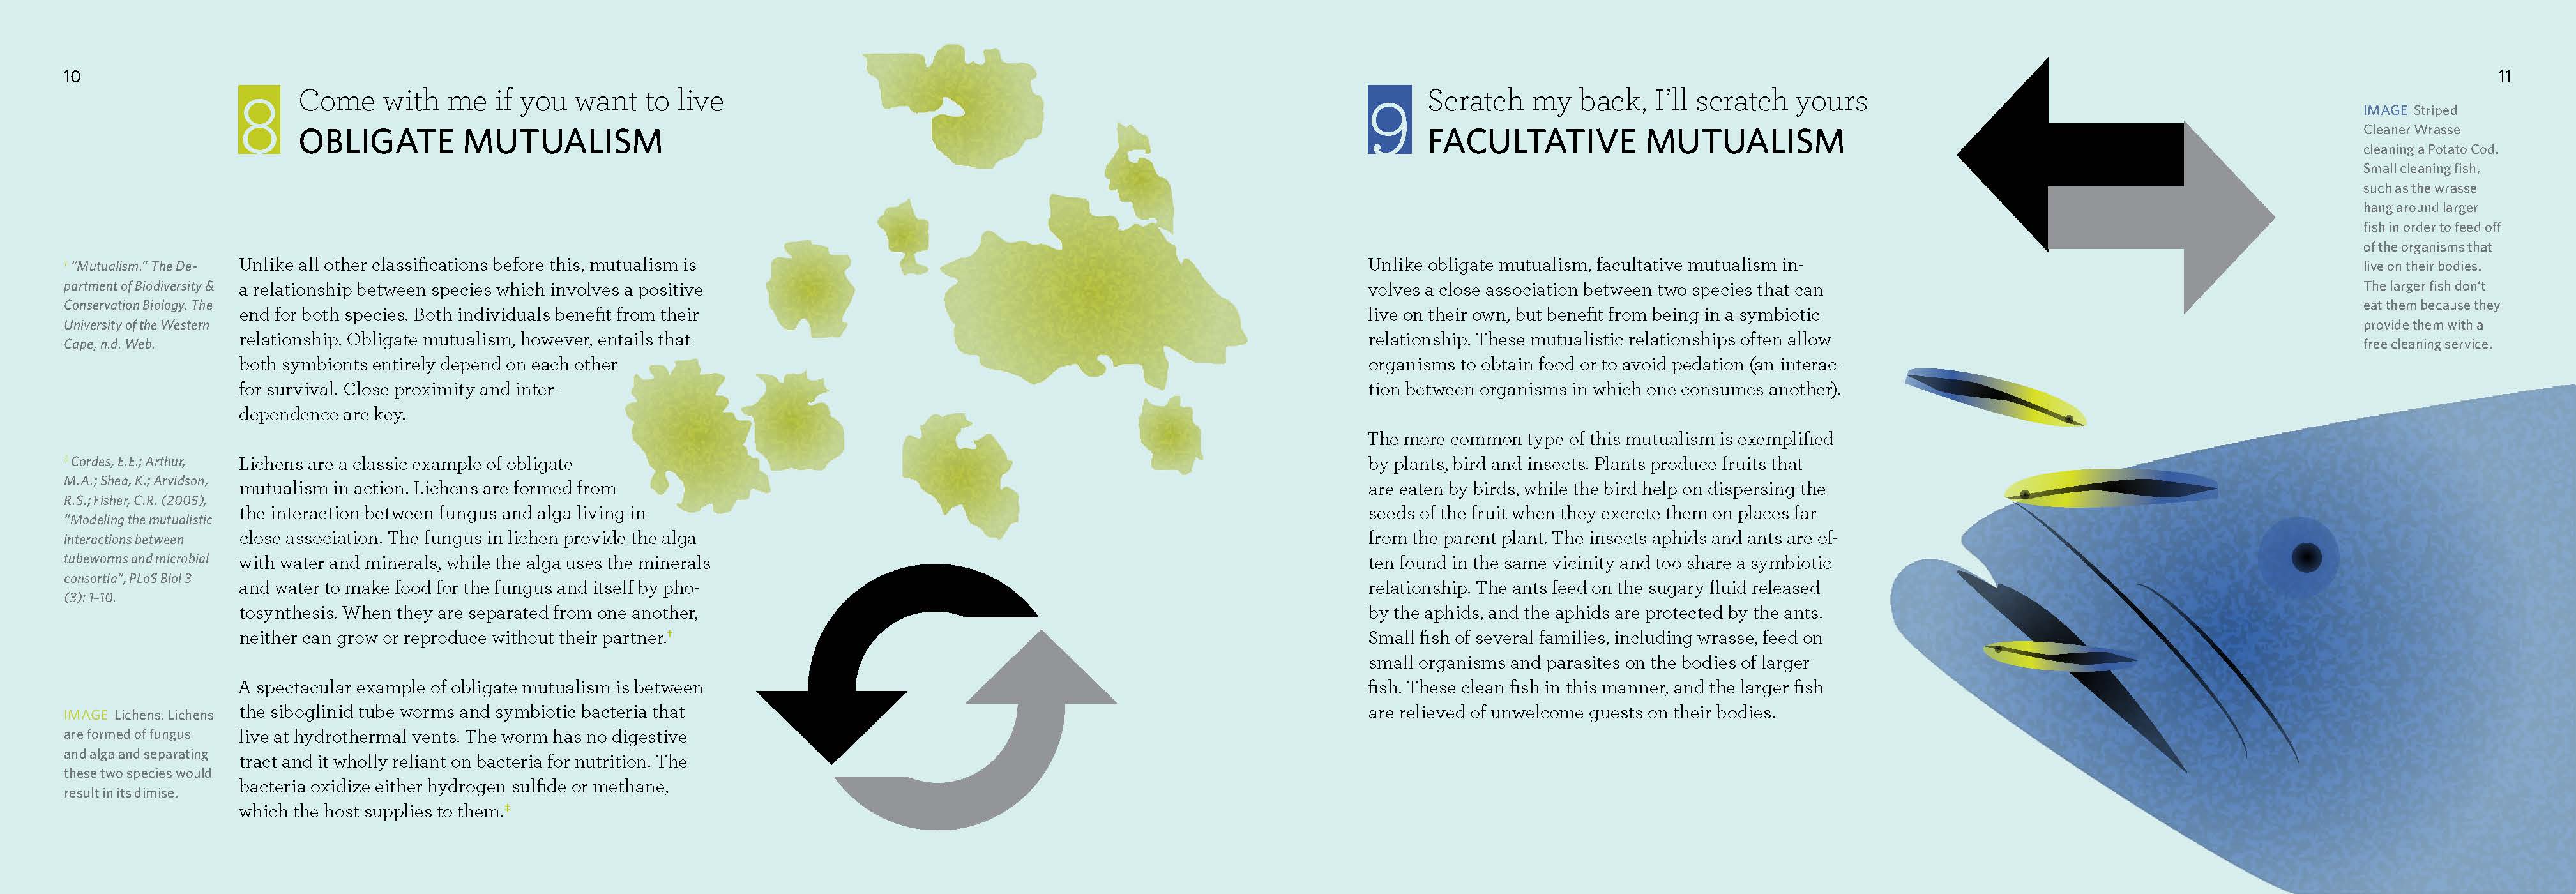 10
8
Come with me if you want to live
OBLIGATE MUTUALISM
† “Mutualism.” The De-
partment of Biodiversity &
Conservation Biology. The
University of the Western
Cape, n.d. Web.
‡ Cordes, E.E.; Arthur,
M.A.; Shea, K.; Arvidson,
R.S.; Fisher, C.R. (2005),
“Modeling the mutualistic
interactions between
tubeworms and microbial
consortia”, PLoS Biol 3
(3): 1–10.
IMAGE Lichens. Lichens
are formed of fungus
and alga and separating
these two species would
result in its dimise.
Unlike all other classifications before this, mutualism is
a relationship between species which involves a positive
end for both species. Both individuals benefit from their
relationship. Obligate mutualism, however, entails that
both symbionts entirely depend on each other
for survival. Close proximity and inter-
dependence are key.
Lichens are a classic example of obligate
mutualism in action. Lichens are formed from
the interaction between fungus and alga living in
close association. The fungus in lichen provide the alga
with water and minerals, while the alga uses the minerals
and water to make food for the fungus and itself by pho-
tosynthesis. When they are separated from one another,
neither can grow or reproduce without their partner.†
A spectacular example of obligate mutualism is between
the siboglinid tube worms and symbiotic bacteria that
live at hydrothermal vents. The worm has no digestive
tract and it wholly reliant on bacteria for nutrition. The
bacteria oxidize either hydrogen sulfide or methane,
which the host supplies to them.‡
9
Scratch my back, I’ll scratch yours
FACULTATIVE MUTUALISM
Unlike obligate mutualism, facultative mutualism in-
volves a close association between two species that can
live on their own, but benefit from being in a symbiotic
relationship. These mutualistic relationships often allow
organisms to obtain food or to avoid pedation (an interac-
tion between organisms in which one consumes another).
The more common type of this mutualism is exemplified
by plants, bird and insects. Plants produce fruits that
are eaten by birds, while the bird help on dispersing the
seeds of the fruit when they excrete them on places far
from the parent plant. The insects aphids and ants are of-
ten found in the same vicinity and too share a symbiotic
relationship. The ants feed on the sugary fluid released
by the aphids, and the aphids are protected by the ants.
Small fish of several families, including wrasse, feed on
small organisms and parasites on the bodies of larger
fish. These clean fish in this manner, and the larger fish
are relieved of unwelcome guests on their bodies.
11
IMAGE Striped
Cleaner Wrasse
cleaning a Potato Cod.
Small cleaning fish,
such as the wrasse
hang around larger
fish in order to feed off
of the organisms that
live on their bodies.
The larger fish don’t
eat them because they
provide them with a
free cleaning service.